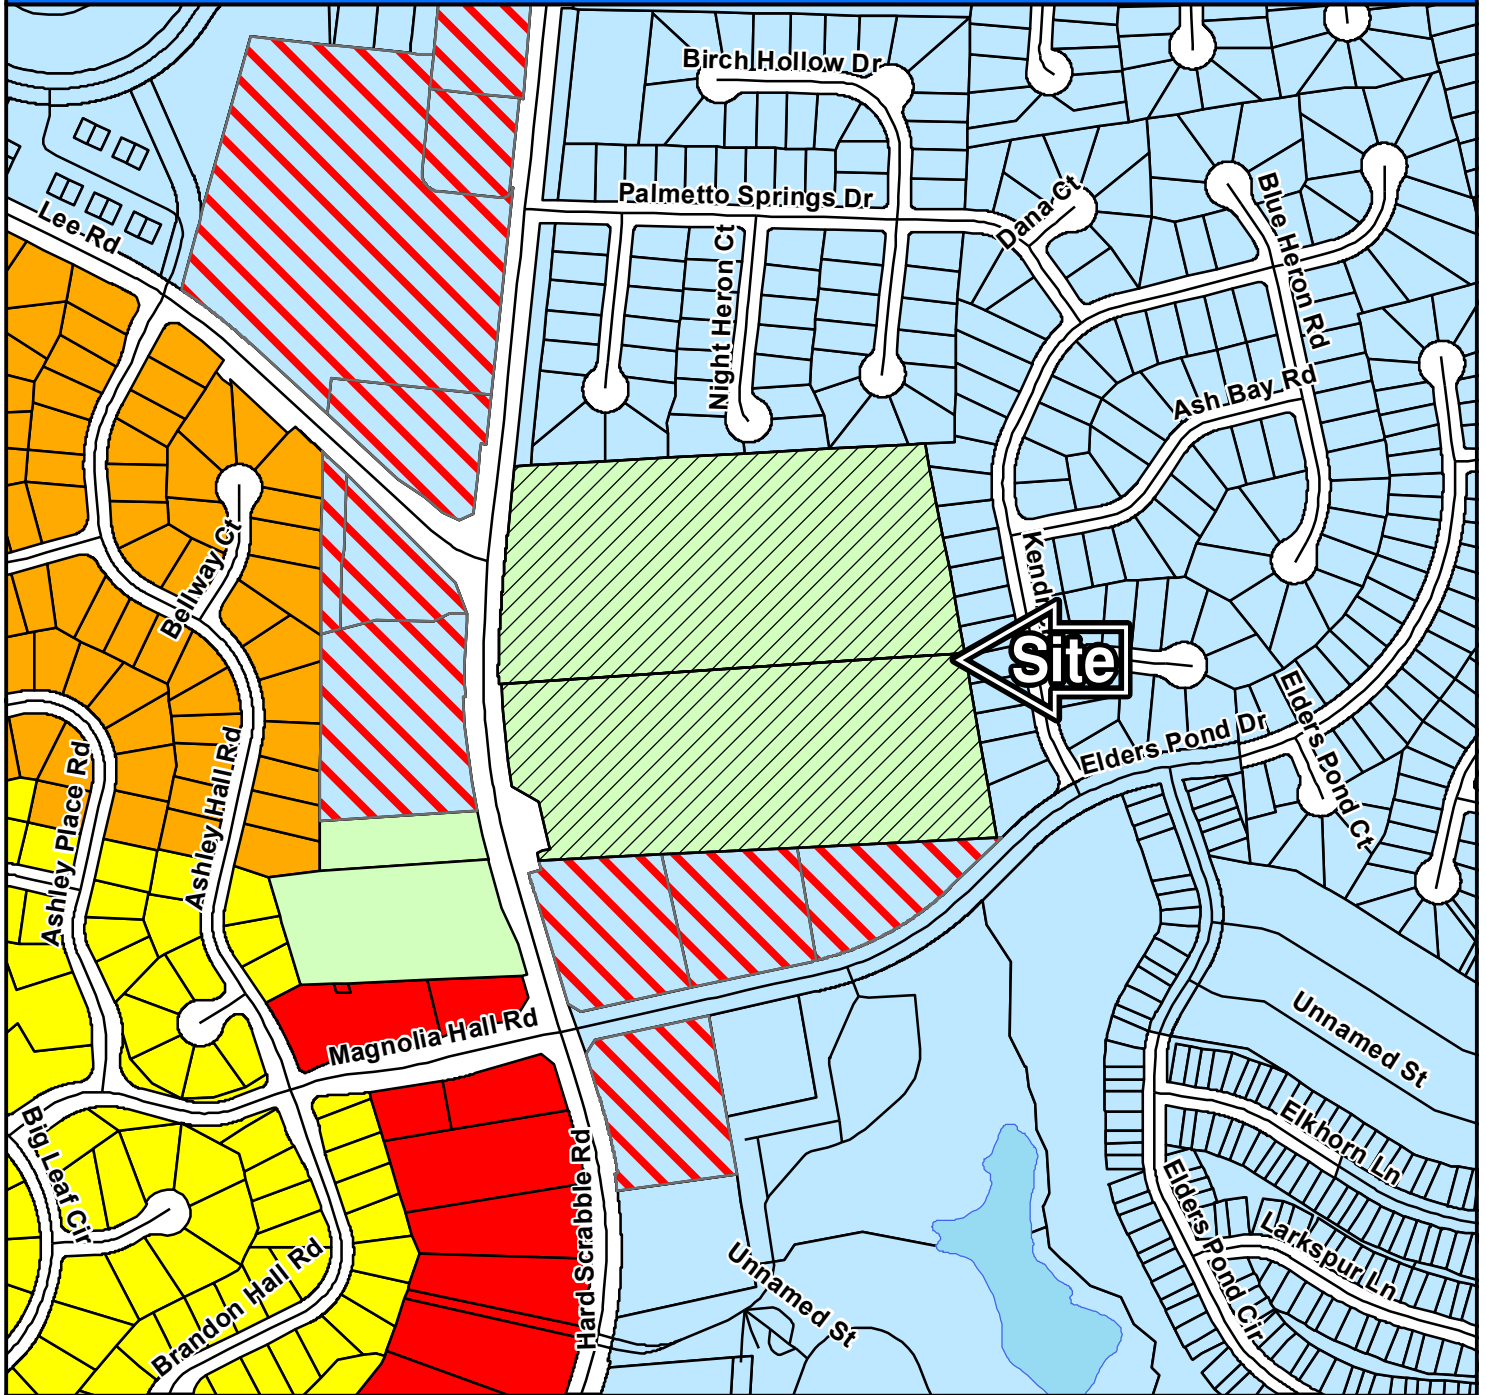 Birch Hollow Dr
Palmetto Springs Dr
Dana Ct
Blue Heron Rd
Lee Rd
Night Heron Ct
Ash Bay Rd
Bellway Ct
Site
Elders Pond Dr
Elders Pond Ct
Ashley Place Rd
Ashley Hall Rd
Magnolia Hall Rd
Unnamed St
Elkhorn Ln
Big Leaf Cir
Hard Scrabble Rd
Brandon Hall Rd
Unnamed St
Elders Pond Cir
Larkspur Ln